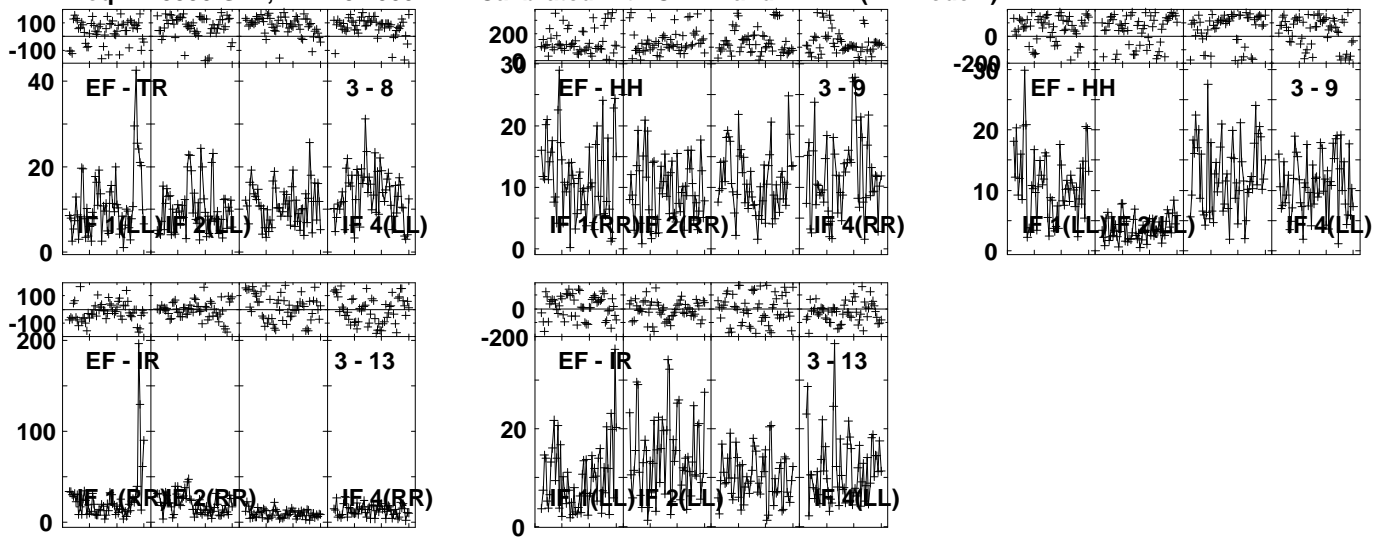 100
-100
EF - TR 3 - 8
40
20
0
IF 1(LL) IF 2(LL) IF 4(LL)
200
0
30
EF - HH 3 - 9
20
10
0
IF 1(RR) IF 2(RR) IF 4(RR)
0
-200
30
EF - HH 3 - 9
20
10
0
IF 1(LL) IF 2(LL) IF 4(LL)
100
-100
200
EF - IR 3 - 13
100
0
IF 1(RR) IF 2(RR) IF 4(RR)
0
-200
EF - IR 3 - 13
20
0
IF 1(LL) IF 2(LL) IF 4(LL)